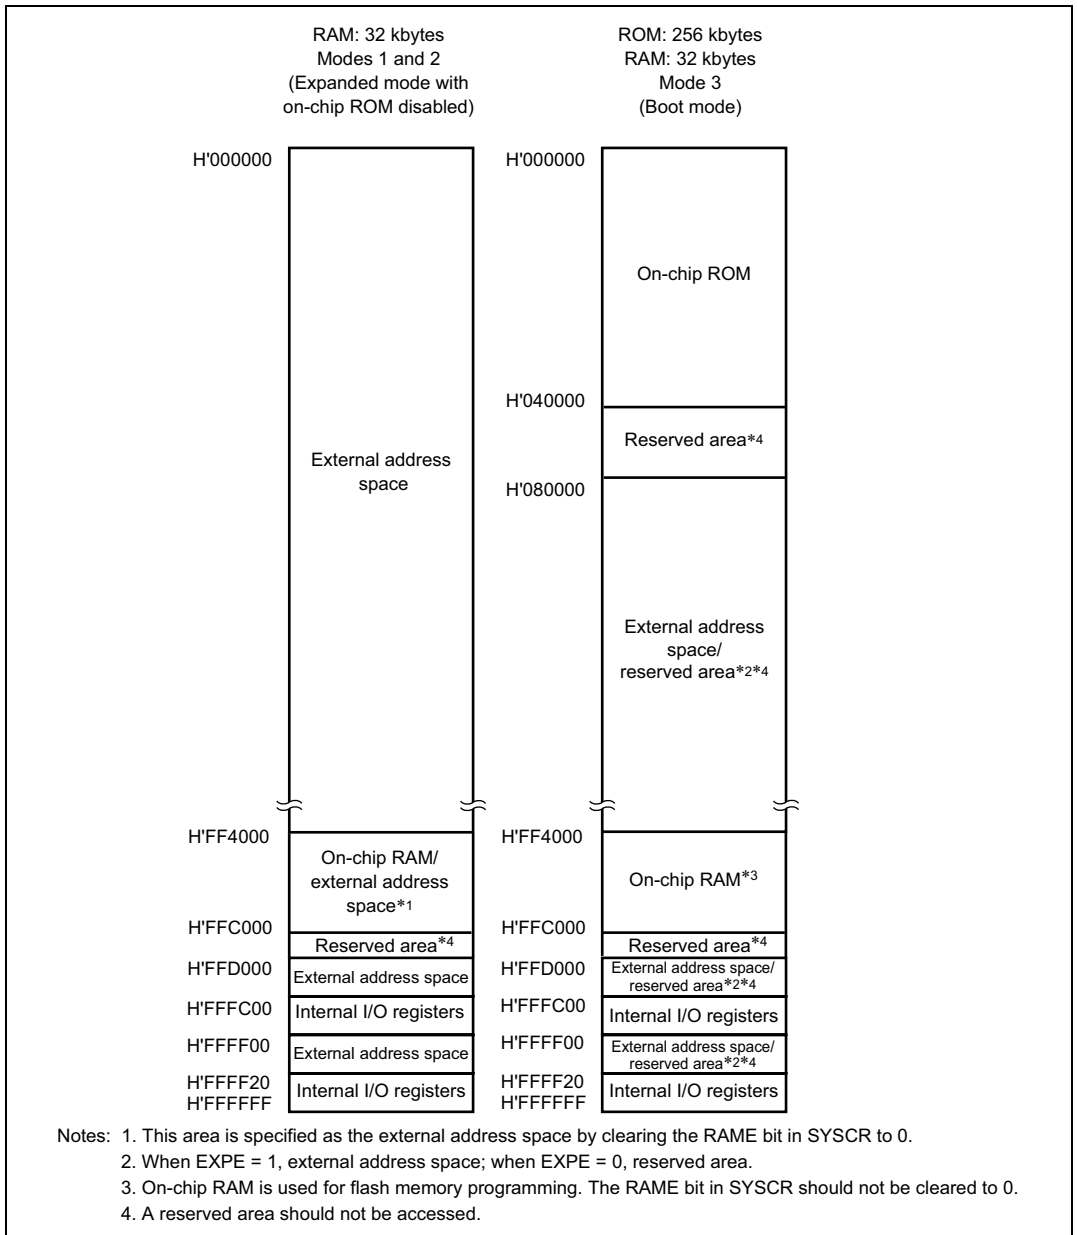 RAM: 32 kbytes
Modes 1 and 2
(Expanded mode with
on-chip ROM disabled)
H'000000
External address
space
H'FF4000
On-chip RAM/
external address
space*1
H'FFC000
Reserved area*4
H'FFD000
External address space
H'FFFC00
Internal I/O registers
H'FFFF00
External address space
H'FFFF20
Internal I/O registers
H'FFFFFF
ROM: 256 kbytes
RAM: 32 kbytes
Mode 3
(Boot mode)
H'000000
On-chip ROM
H'040000
Reserved area*4
H'080000
External address
space/
reserved area*2*4
H'FF4000
On-chip RAM*3
H'FFC000
Reserved area*4
H'FFD000
External address space/
reserved area*2*4
H'FFFC00
Internal I/O registers
H'FFFF00
External address space/
reserved area*2*4
H'FFFF20
Internal I/O registers
H'FFFFFF
Notes: 1. This area is specified as the external address space by clearing the RAME bit in SYSCR to 0.
2. When EXPE = 1, external address space; when EXPE = 0, reserved area.
3. On-chip RAM is used for flash memory programming. The RAME bit in SYSCR should not be cleared to 0.
4. A reserved area should not be accessed.